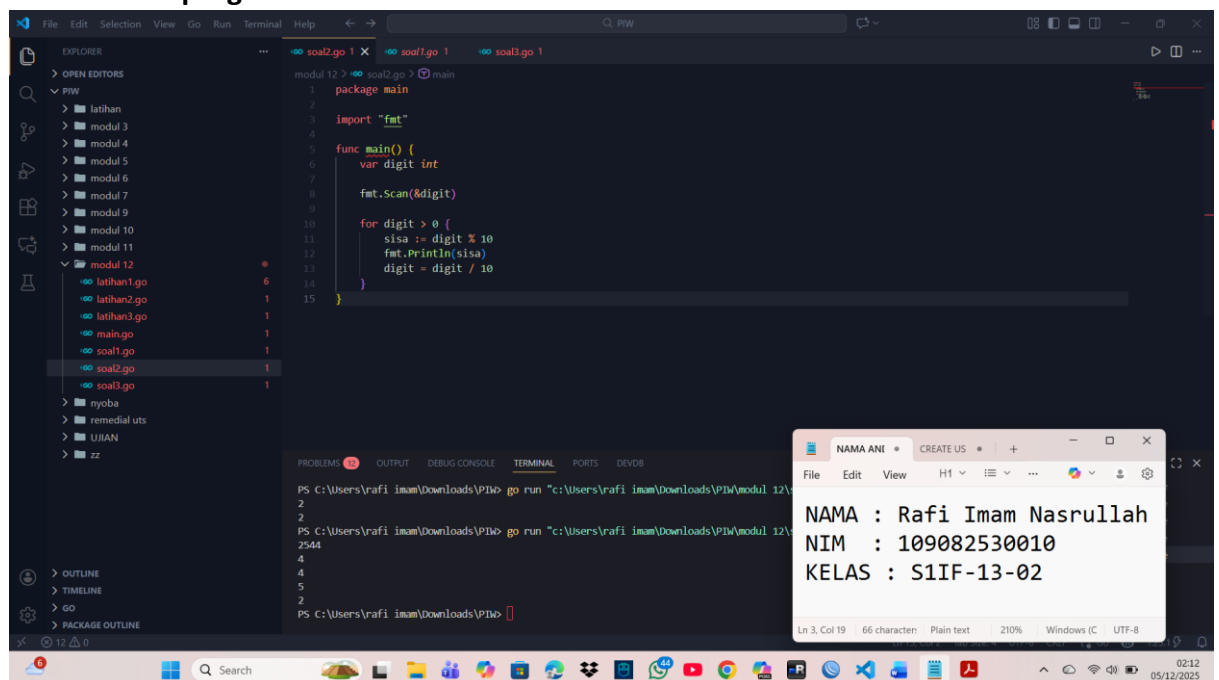 File Edit Selection View Go Run Terminal Help
PIW
EXPLORER
soal2.go 1
soal1.go 1
soal3.go 1
OPEN EDITORS
modul 12 > soal2.go > main
PIW
latihan
modul 3
modul 4
modul 5
modul 6
modul 7
modul 9
modul 10
modul 11
modul 12
latihan1.go 6
latihan2.go 1
latihan3.go 1
main.go 1
soal1.go 1
soal2.go 1
soal3.go 1
nyoba
remedial uts
UJIAN
zz
OUTLINE
TIMELINE
GO
PACKAGE OUTLINE
1 package main
2
3 import "fmt"
4
5 func main() {
6 var digit int
7
8 fmt.Scan(&digit)
9
10 for digit > 0 {
11 sisa := digit % 10
12 fmt.Println(sisa)
13 digit = digit / 10
14 }
15 }
PROBLEMS 12 OUTPUT DEBUG CONSOLE TERMINAL PORTS DEVDB
PS C:\Users\rafi imam\Downloads\PIW> go run "c:\Users\rafi imam\Downloads\PIW\modul 12\
2
2
PS C:\Users\rafi imam\Downloads\PIW> go run "c:\Users\rafi imam\Downloads\PIW\modul 12\
2544
4
4
5
2
PS C:\Users\rafi imam\Downloads\PIW>
NAMA ANI
CREATE US
File Edit View H1
NAMA : Rafi Imam Nasrullah
NIM : 109082530010
KELAS : S1IF-13-02
Ln 3, Col 19 66 character Plain text 210% Windows (C UTF-8
12 0
6
Search
44
02:12
05/12/2025